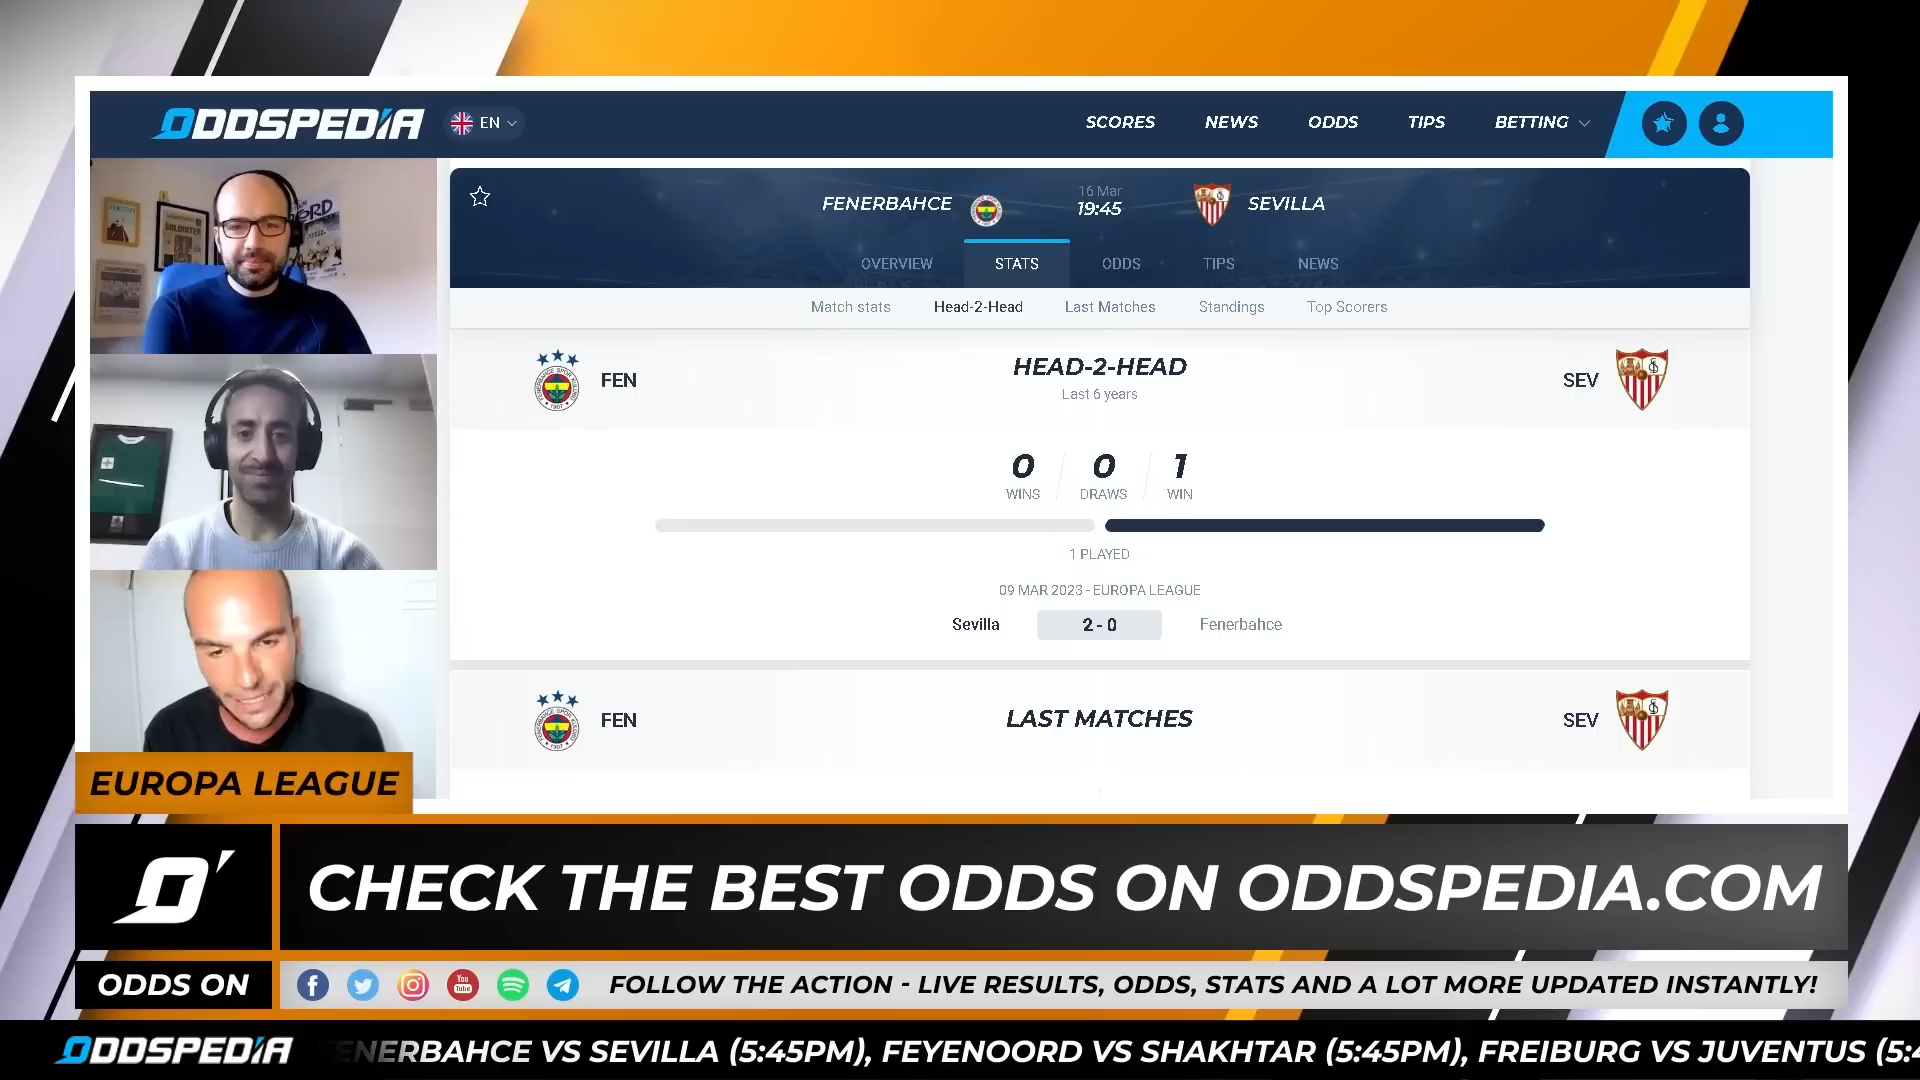 ODDSPEDIA
EN
SCORES NEWS ODDS TIPS BETTING
FENERBAHCE
16 Mar
19:45
SEVILLA
OVERVIEW STATS ODDS TIPS NEWS
Match stats Head-2-Head Last Matches Standings Top Scorers
FEN
HEAD-2-HEAD
Last 6 years
SEV
0 0 1
WINS DRAWS WIN
1 PLAYED
09 MAR 2023 - EUROPA LEAGUE
Sevilla 2 - 0 Fenerbahce
FEN LAST MATCHES SEV
EUROPA LEAGUE
CHECK THE BEST ODDS ON ODDSPEDIA.COM
ODDS ON
FOLLOW THE ACTION - LIVE RESULTS, ODDS, STATS AND A LOT MORE UPDATED INSTANTLY!
ODDSPEDIA
FENERBAHCE VS SEVILLA (5:45PM), FEYENOORD VS SHAKHTAR (5:45PM), FREIBURG VS JUVENTUS (5:4